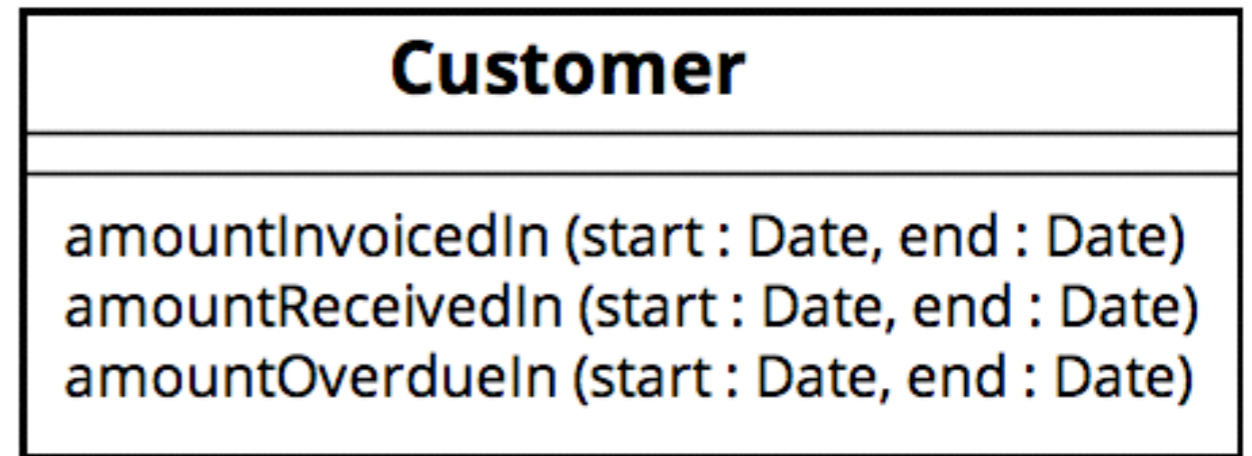 Customer
amountInvoicedIn (start : Date, end : Date)
amountReceivedIn (start : Date, end : Date)
amountOverdueIn (start : Date, end : Date)